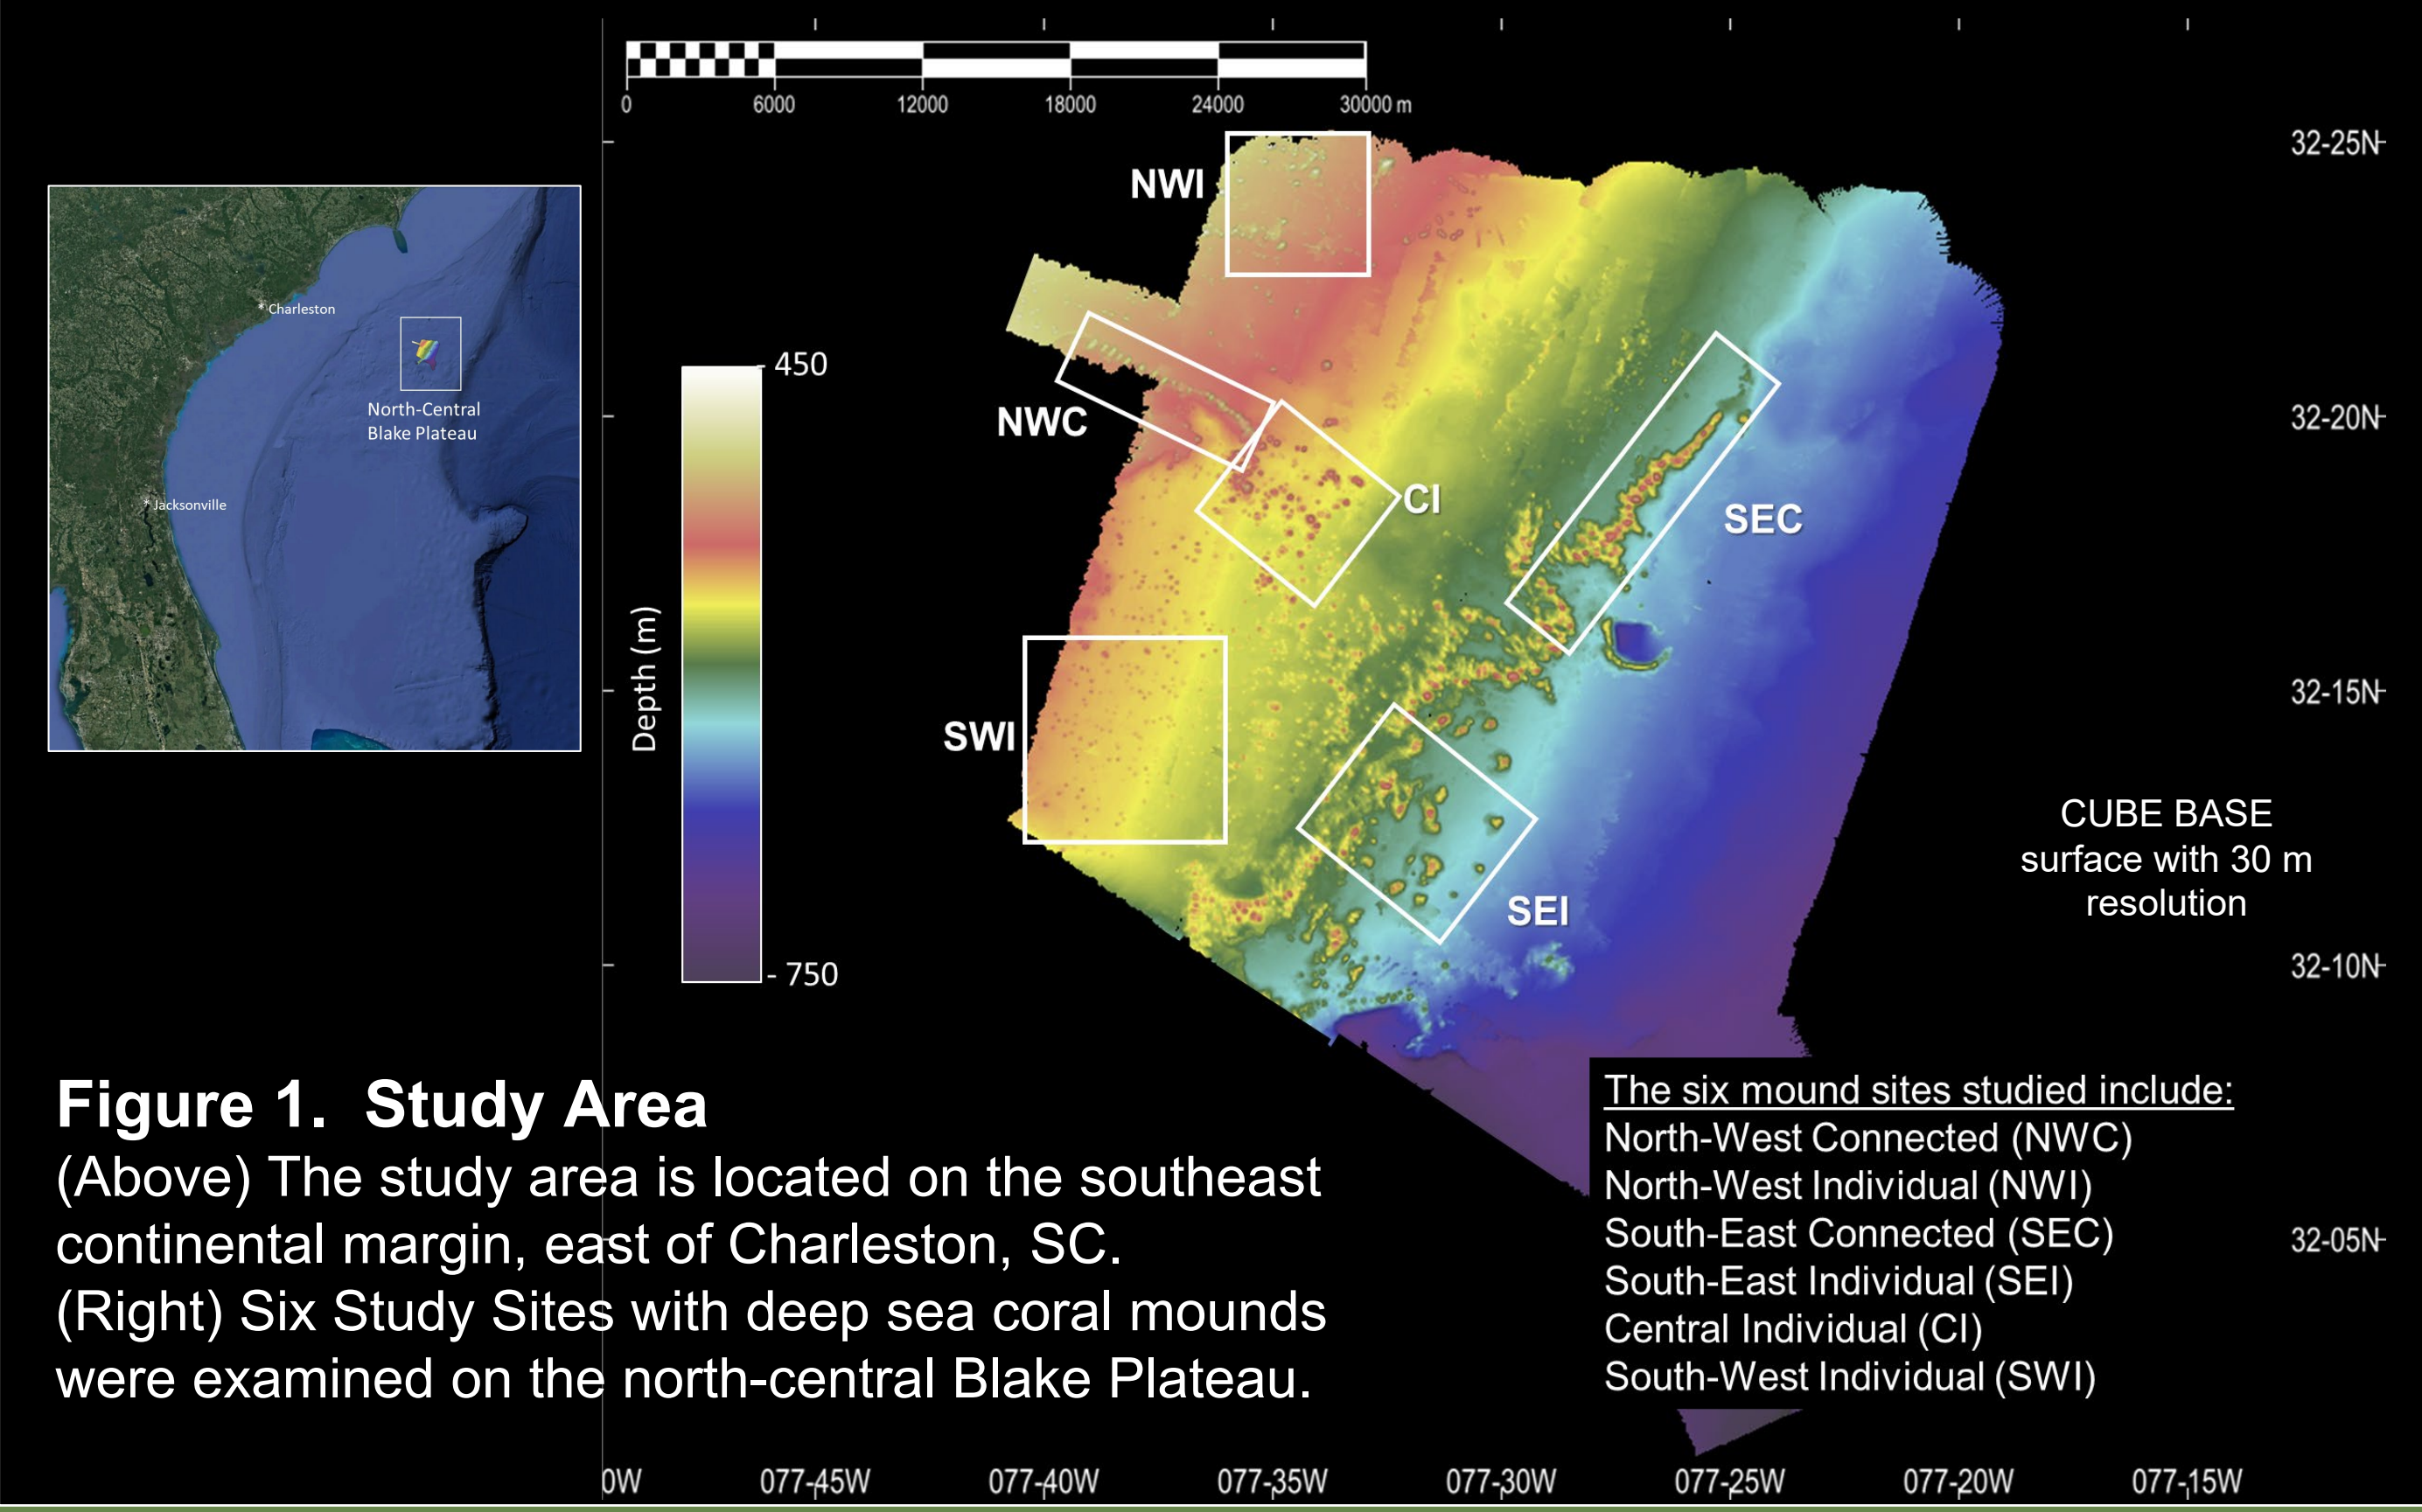 0 6000 12000 18000 24000 30000 m
32-25N
32-20N
32-15N
32-10N
32-05N
Charleston
North-Central
Blake Plateau
Jacksonville
- 450
Depth (m)
- 750
NWI
NWC
CI
SEC
SWI
SEI
CUBE BASE
surface with 30 m
resolution
Figure 1. Study Area
(Above) The study area is located on the southeast
continental margin, east of Charleston, SC.
(Right) Six Study Sites with deep sea coral mounds
were examined on the north-central Blake Plateau.
The six mound sites studied include:
North-West Connected (NWC)
North-West Individual (NWI)
South-East Connected (SEC)
South-East Individual (SEI)
Central Individual (CI)
South-West Individual (SWI)
0W 077-45W 077-40W 077-35W 077-30W 077-25W 077-20W 077-15W